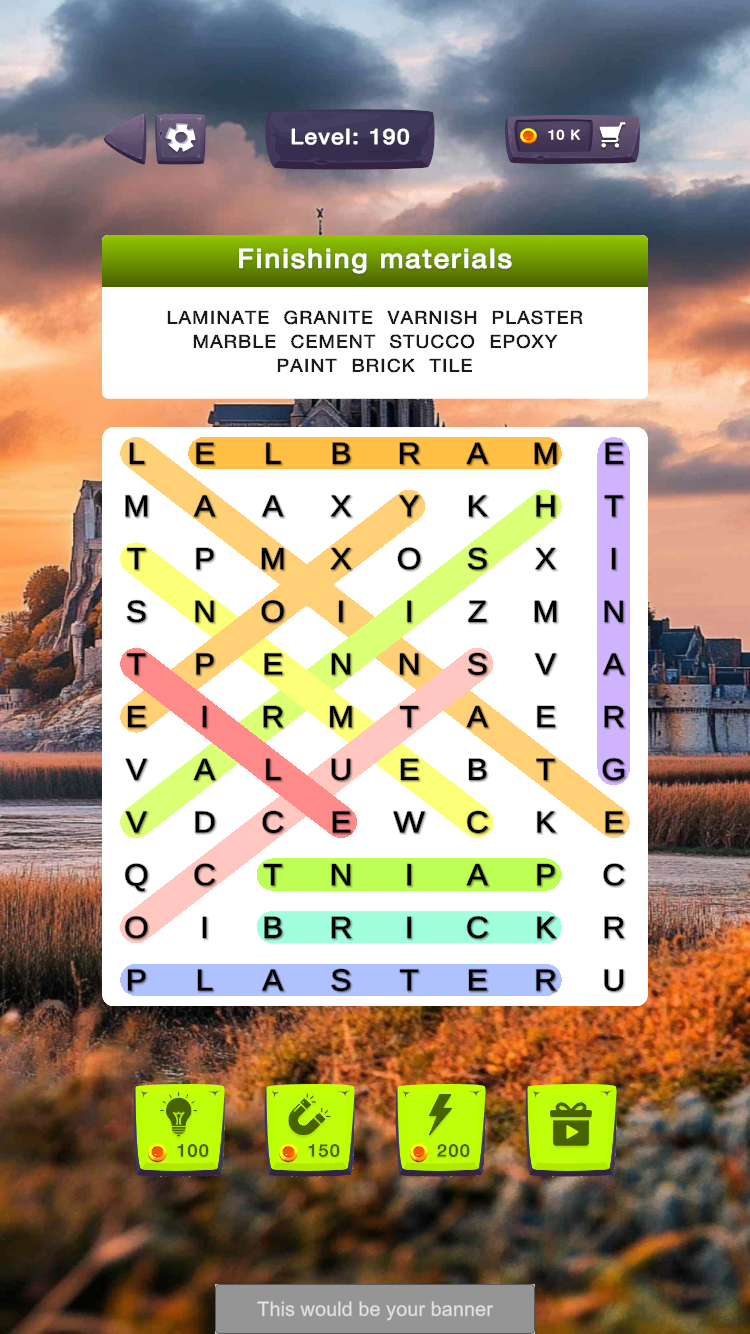 Level: 190
10 K
Finishing materials
LAMINATE GRANITE VARNISH PLASTER
MARBLE CEMENT STUCCO EPOXY
PAINT BRICK TILE
L E L B R A M E
M A A X Y K H T
T P M X O S X I
S N O I I Z M N
T P E N N S V A
E I R M T A E R
V A L U E B T G
V D C E W C K E
Q C T N I A P C
O I B R I C K R
P L A S T E R U
100 150 200
This would be your banner